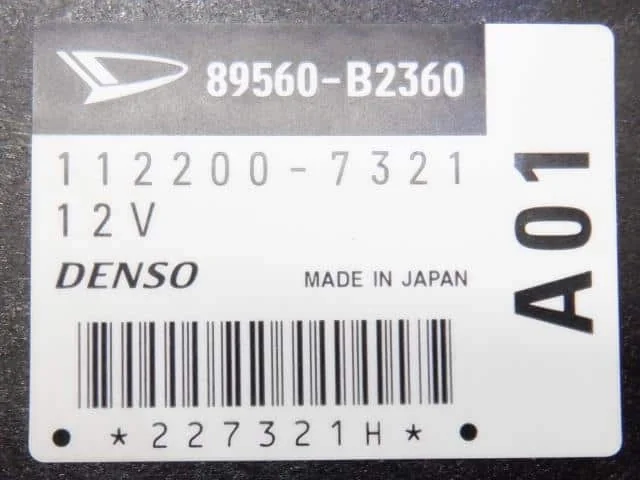 89560-B2360
112200-7321
12V
DENSO
MADE IN JAPAN
A01
*227321H*